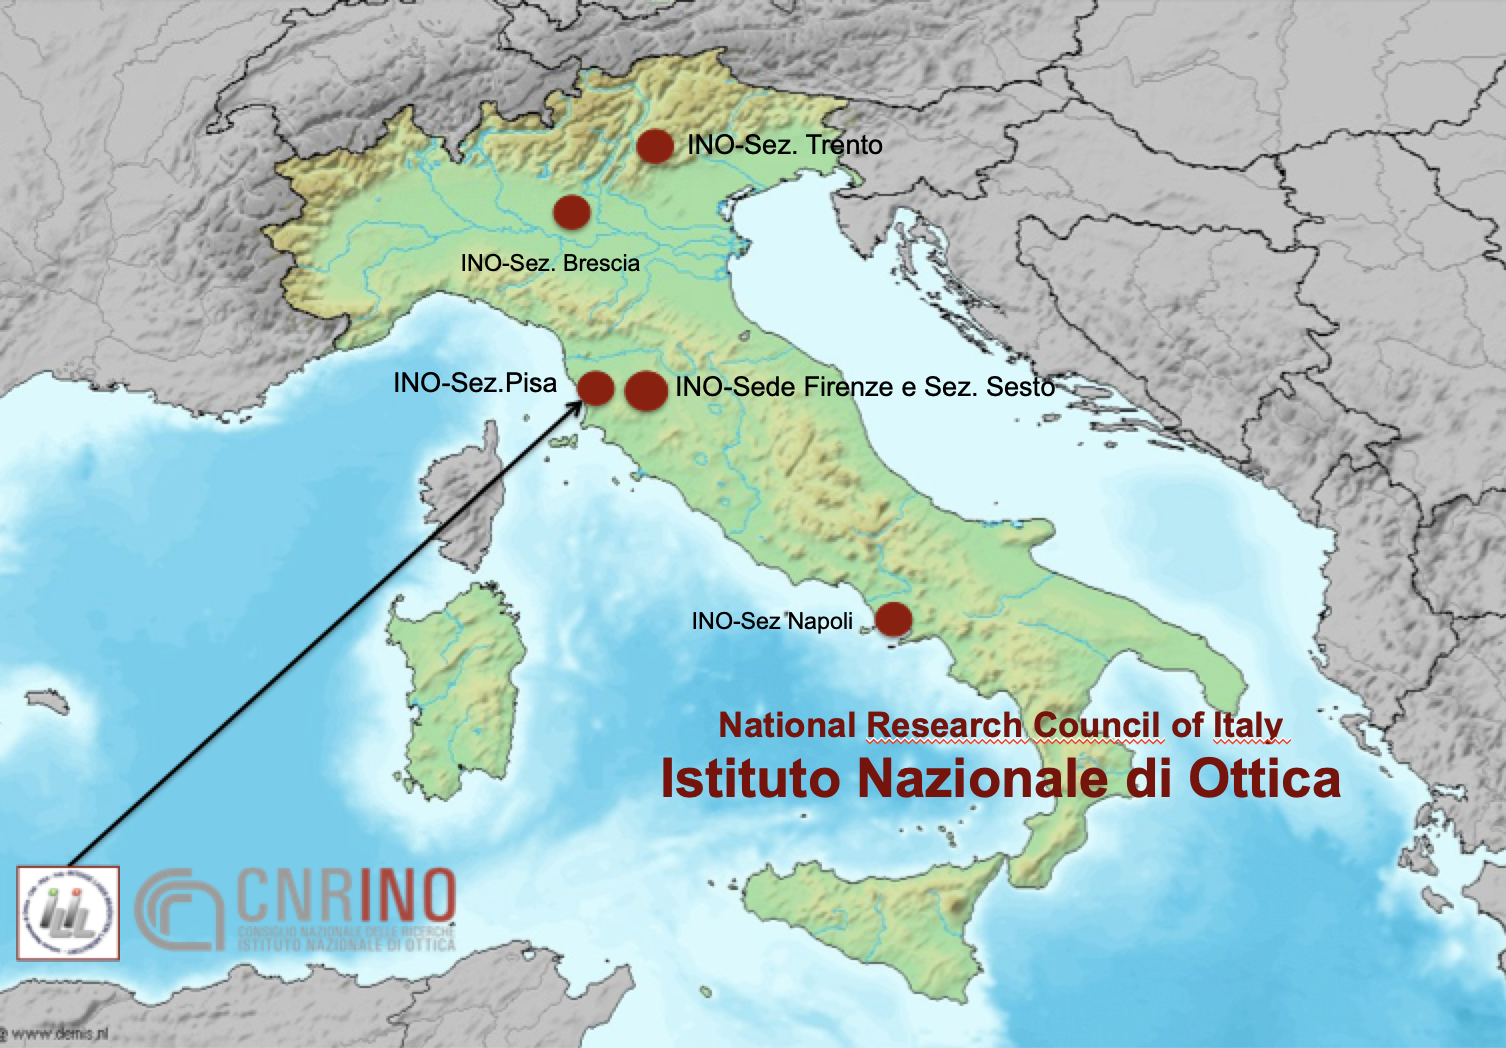 INO-Sez. Trento
INO-Sez. Brescia
INO-Sez.Pisa
INO-Sede Firenze e Sez. Sesto
INO-Sez Napoli
National Research Council of Italy
Istituto Nazionale di Ottica
CNRINO
CONSIGLIO NAZIONALE DELLE RICERCHE
ISTITUTO NAZIONALE DI OTTICA
© www.demis.nl